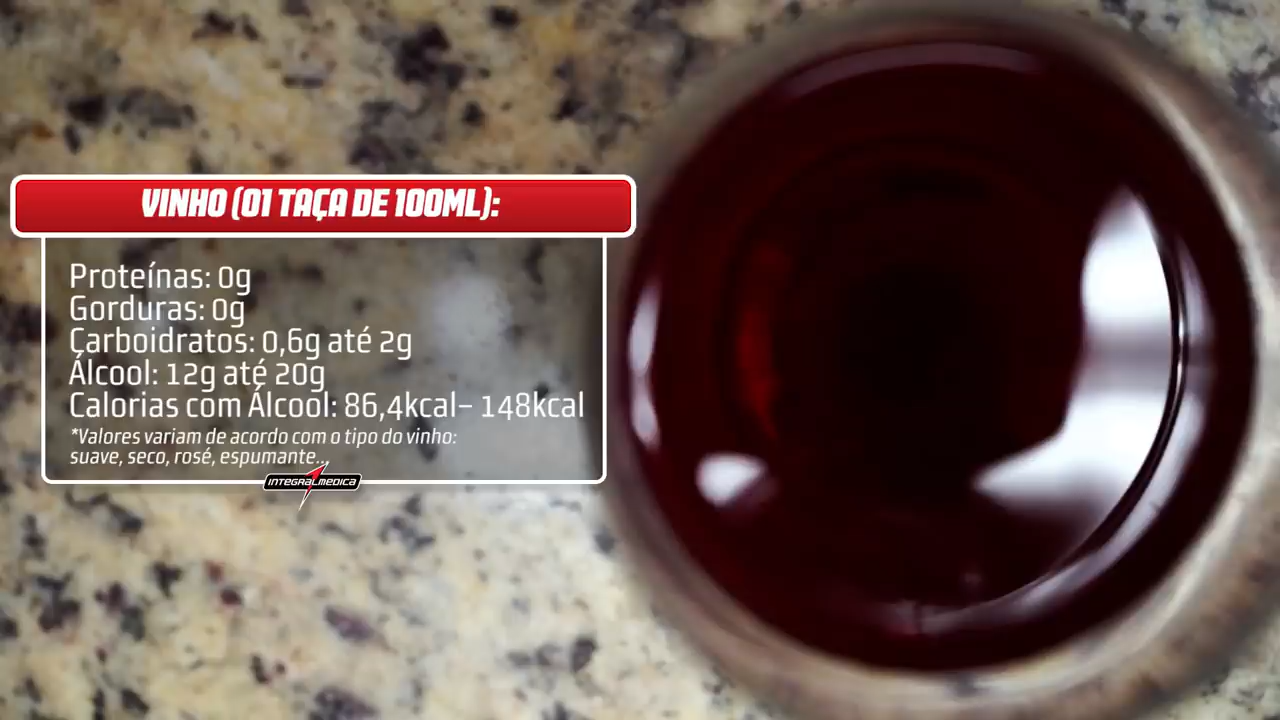 VINHO (01 TAÇA DE 100ML):
Proteínas: 0g
Gorduras: 0g
Carboidratos: 0,6g até 2g
Álcool: 12g até 20g
Calorias com Álcool: 86,4kcal– 148kcal
*Valores variam de acordo com o tipo do vinho:
suave, seco, rosé, espumante...
INTEGRALMEDICA